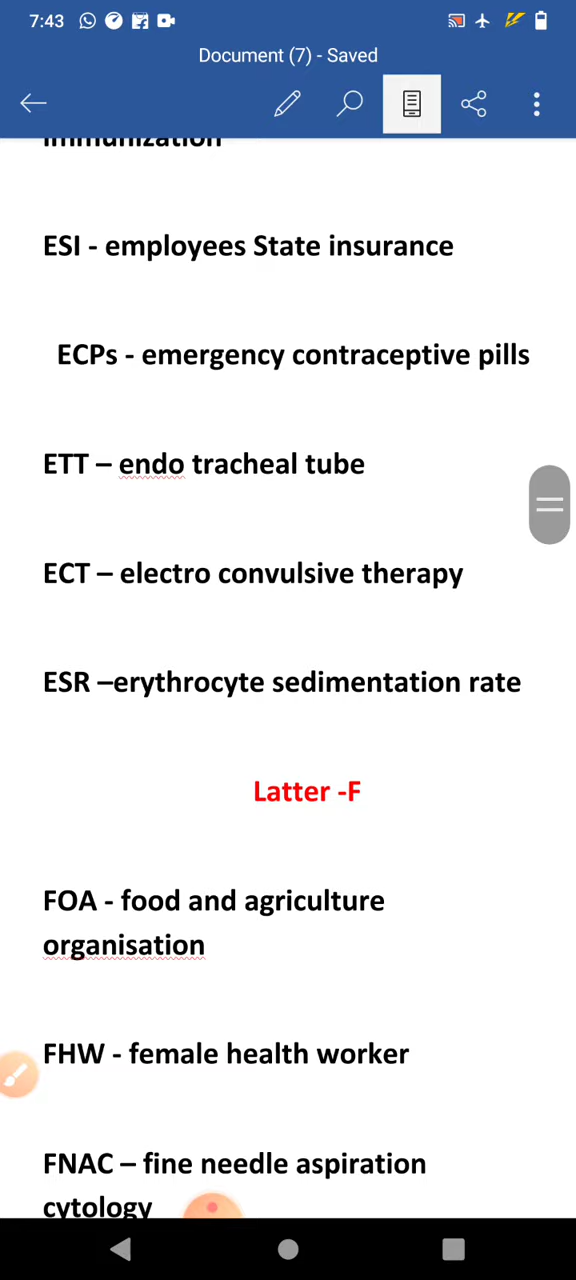 7:43
Document (7) - Saved
immunization
ESI - employees State insurance
ECPs - emergency contraceptive pills
ETT – endo tracheal tube
ECT – electro convulsive therapy
ESR –erythrocyte sedimentation rate
Latter -F
FOA - food and agriculture
organisation
FHW - female health worker
FNAC – fine needle aspiration
cytology